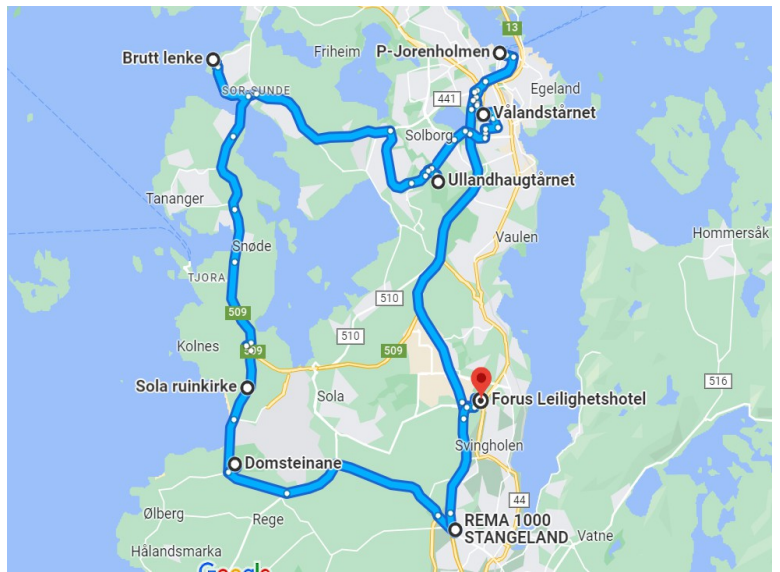 13
Friheim
P-Jorenholmen
Brutt lenke
Egeland
SØR-SUNDE
441
Vålandstårnet
Solborg
Ullandhaugtårnet
Tananger
Hommersåk
Vaulen
Snøde
TJORA
510
509
510
Kolnes
509
509
516
Sola ruinkirke
Sola
Forus Leilighetshotel
Svingholen
Domsteinane
44
Ølberg
Rege
REMA 1000
STANGELAND
Vatne
Hålandsmarka
Google